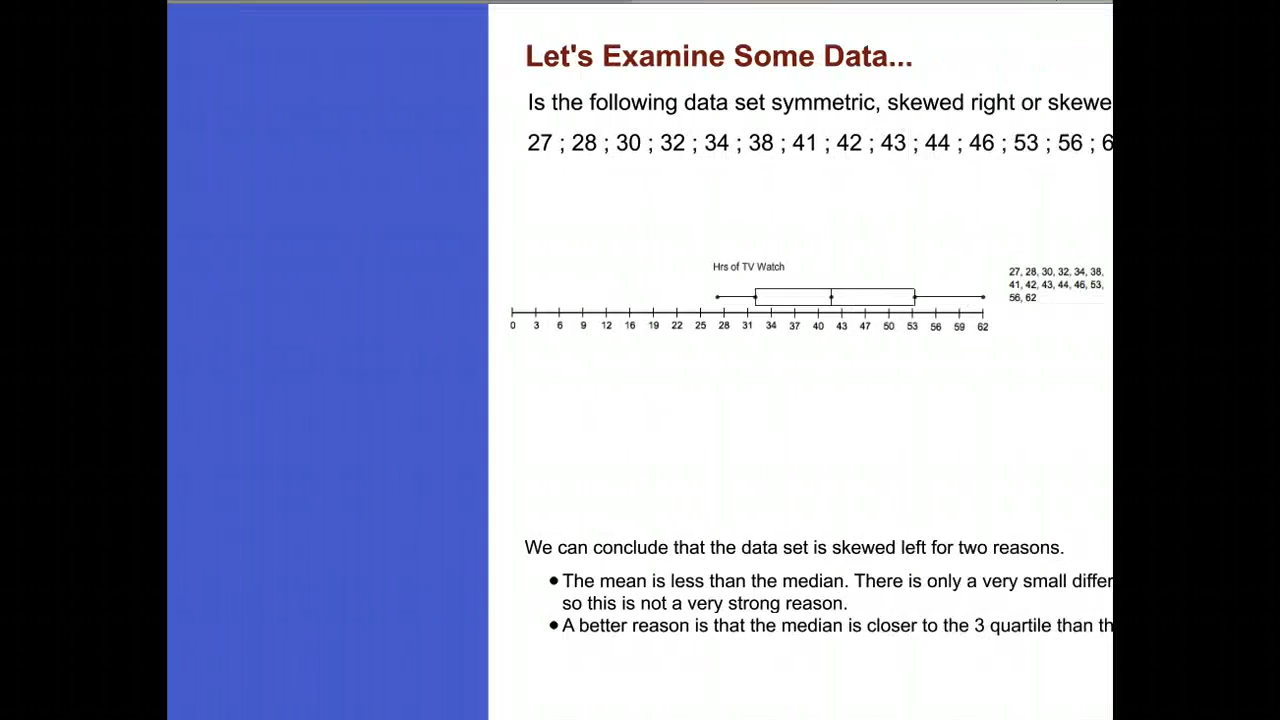 Let's Examine Some Data...
Is the following data set symmetric, skewed right or skewe
27 ; 28 ; 30 ; 32 ; 34 ; 38 ; 41 ; 42 ; 43 ; 44 ; 46 ; 53 ; 56 ; 6
Hrs of TV Watch
27, 28, 30, 32, 34, 38,
41, 42, 43, 44, 46, 53,
56, 62
0 3 6 9 12 16 19 22 25 28 31 34 37 40 43 47 50 53 56 59 62
We can conclude that the data set is skewed left for two reasons.
• The mean is less than the median. There is only a very small differ
so this is not a very strong reason.
• A better reason is that the median is closer to the 3 quartile than th